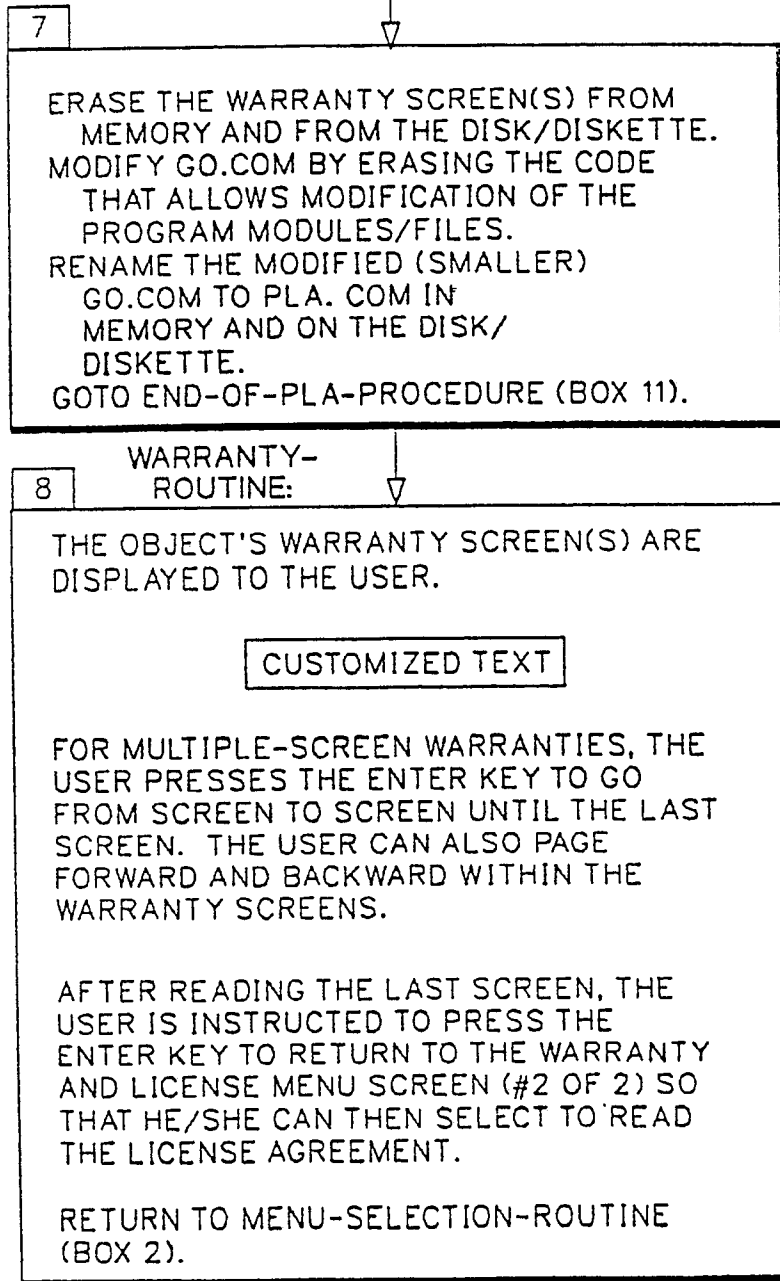 7
ERASE THE WARRANTY SCREEN(S) FROM
MEMORY AND FROM THE DISK/DISKETTE.
MODIFY GO.COM BY ERASING THE CODE
THAT ALLOWS MODIFICATION OF THE
PROGRAM MODULES/FILES.
RENAME THE MODIFIED (SMALLER)
GO.COM TO PLA. COM IN
MEMORY AND ON THE DISK/
DISKETTE.
GOTO END-OF-PLA-PROCEDURE (BOX 11).
WARRANTY-
8 ROUTINE:
THE OBJECT'S WARRANTY SCREEN(S) ARE
DISPLAYED TO THE USER.
CUSTOMIZED TEXT
FOR MULTIPLE-SCREEN WARRANTIES, THE
USER PRESSES THE ENTER KEY TO GO
FROM SCREEN TO SCREEN UNTIL THE LAST
SCREEN. THE USER CAN ALSO PAGE
FORWARD AND BACKWARD WITHIN THE
WARRANTY SCREENS.
AFTER READING THE LAST SCREEN, THE
USER IS INSTRUCTED TO PRESS THE
ENTER KEY TO RETURN TO THE WARRANTY
AND LICENSE MENU SCREEN (#2 OF 2) SO
THAT HE/SHE CAN THEN SELECT TO READ
THE LICENSE AGREEMENT.
RETURN TO MENU-SELECTION-ROUTINE
(BOX 2).